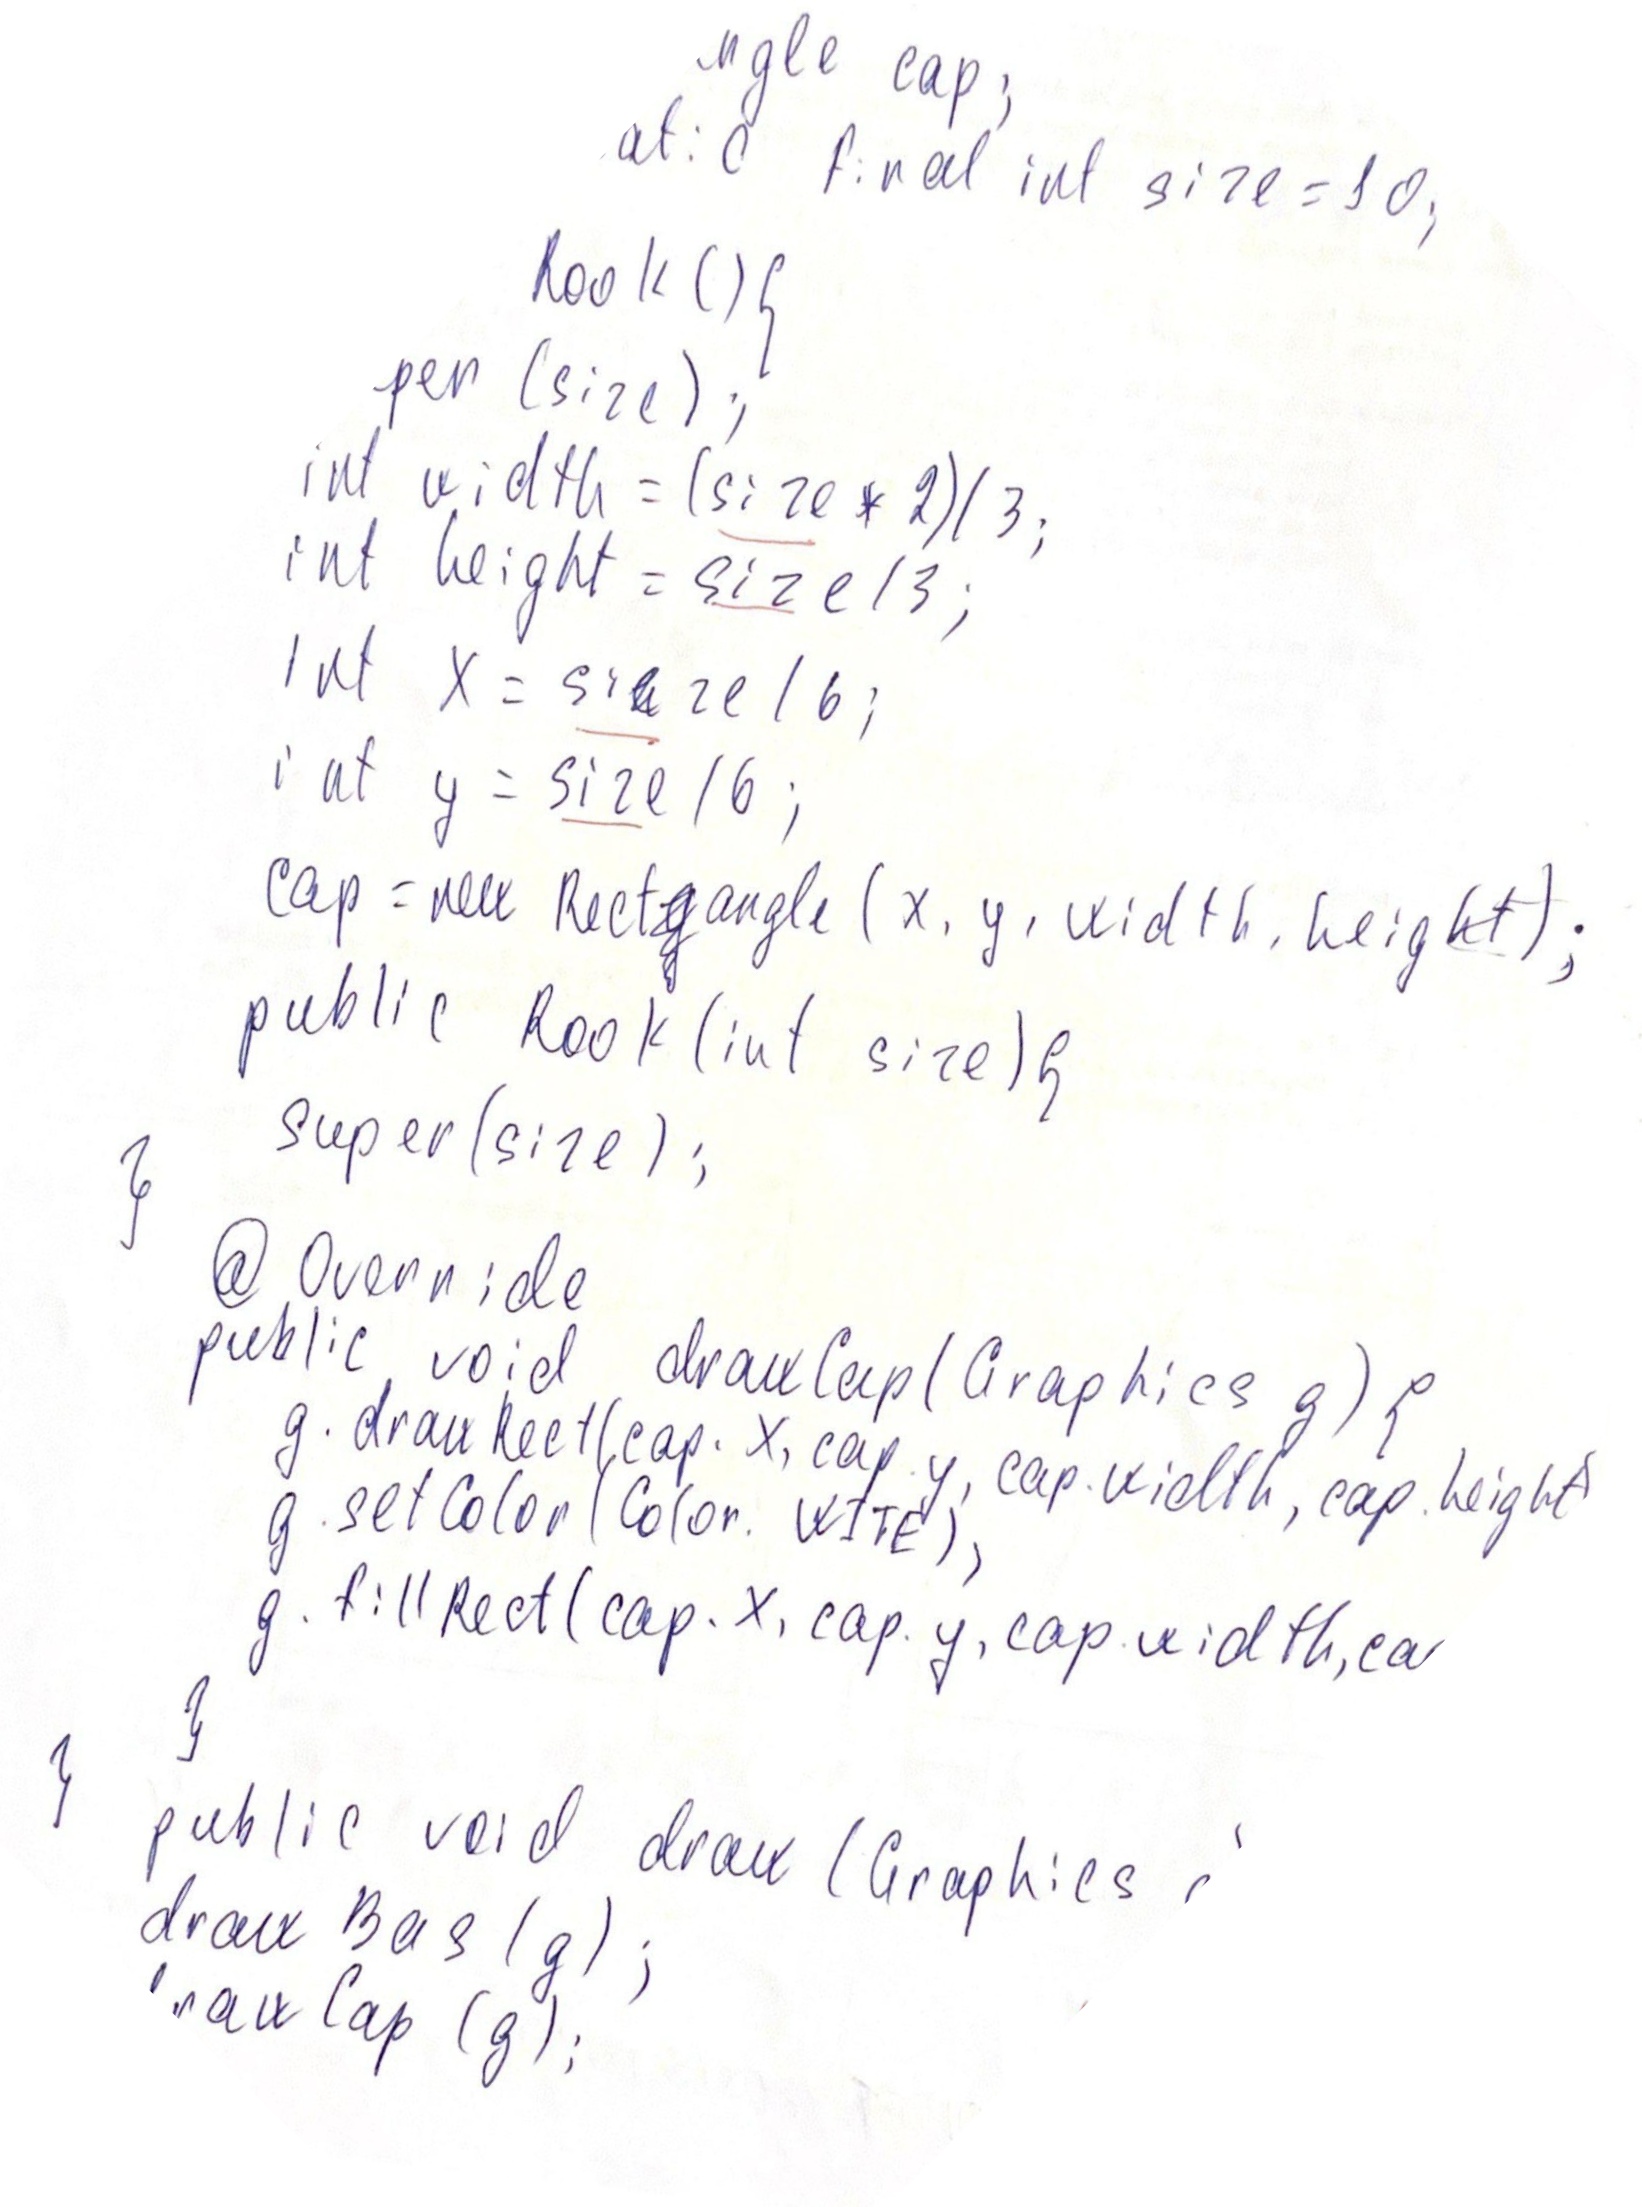 ngle cap;
atic final int size=10;
Rook(){
per (size);
int width = (size * 2)/3;
int height = size/3;
int x = size/6;
int y = size/6;
cap = new Rectangle(x, y, width, height);
public Rook(int size){
super(size);
}
@Override
public void drawCap(Graphics g){
g.drawRect(cap.x, cap.y, cap.width, cap.height
g.setColor(Color.WITE);
g.fillRect(cap.x, cap.y, cap.width, ca
}
}
public void draw(Graphics
drawBas(g);
rawCap(g);